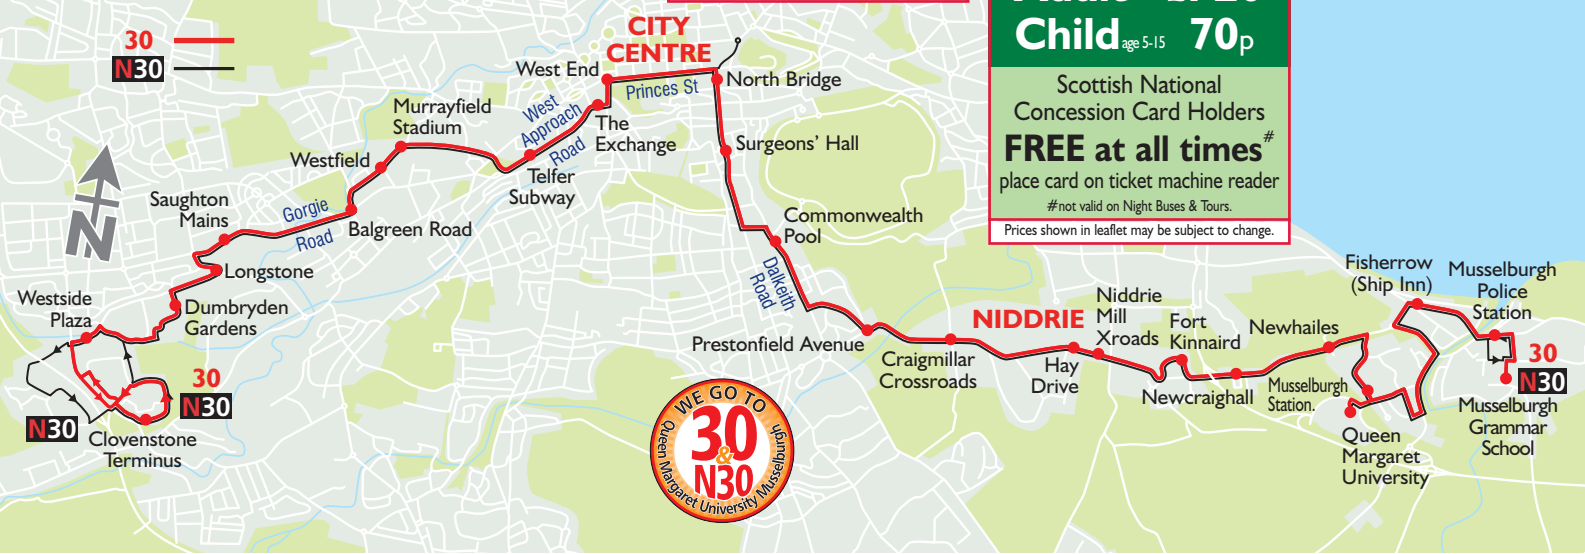 30
N30
CITY
CENTRE
West End
Princes St
North Bridge
Murrayfield
Stadium
West
Approach
Road
The
Exchange
Surgeons' Hall
Westfield
Telfer
Subway
Saughton
Mains
Gorgie
Road
Balgreen Road
Commonwealth
Pool
Dalkeith
Road
N
Longstone
Westside
Plaza
Dumbryden
Gardens
Prestonfield Avenue
Craigmillar
Crossroads
NIDDRIE
Hay
Drive
Niddrie
Mill
Xroads
Fort
Kinnaird
Newhailes
Newcraighall
Fisherrow
(Ship Inn)
Musselburgh
Police
Station
Musselburgh
Station.
Queen
Margaret
University
30
N30
Musselburgh
Grammar
School
30
N30
N30
Clovenstone
Terminus
WE GO TO
30
&
N30
Queen Margaret University Musselburgh
Child age 5-15 70p
Scottish National
Concession Card Holders
FREE at all times#
place card on ticket machine reader
#not valid on Night Buses & Tours.
Prices shown in leaflet may be subject to change.